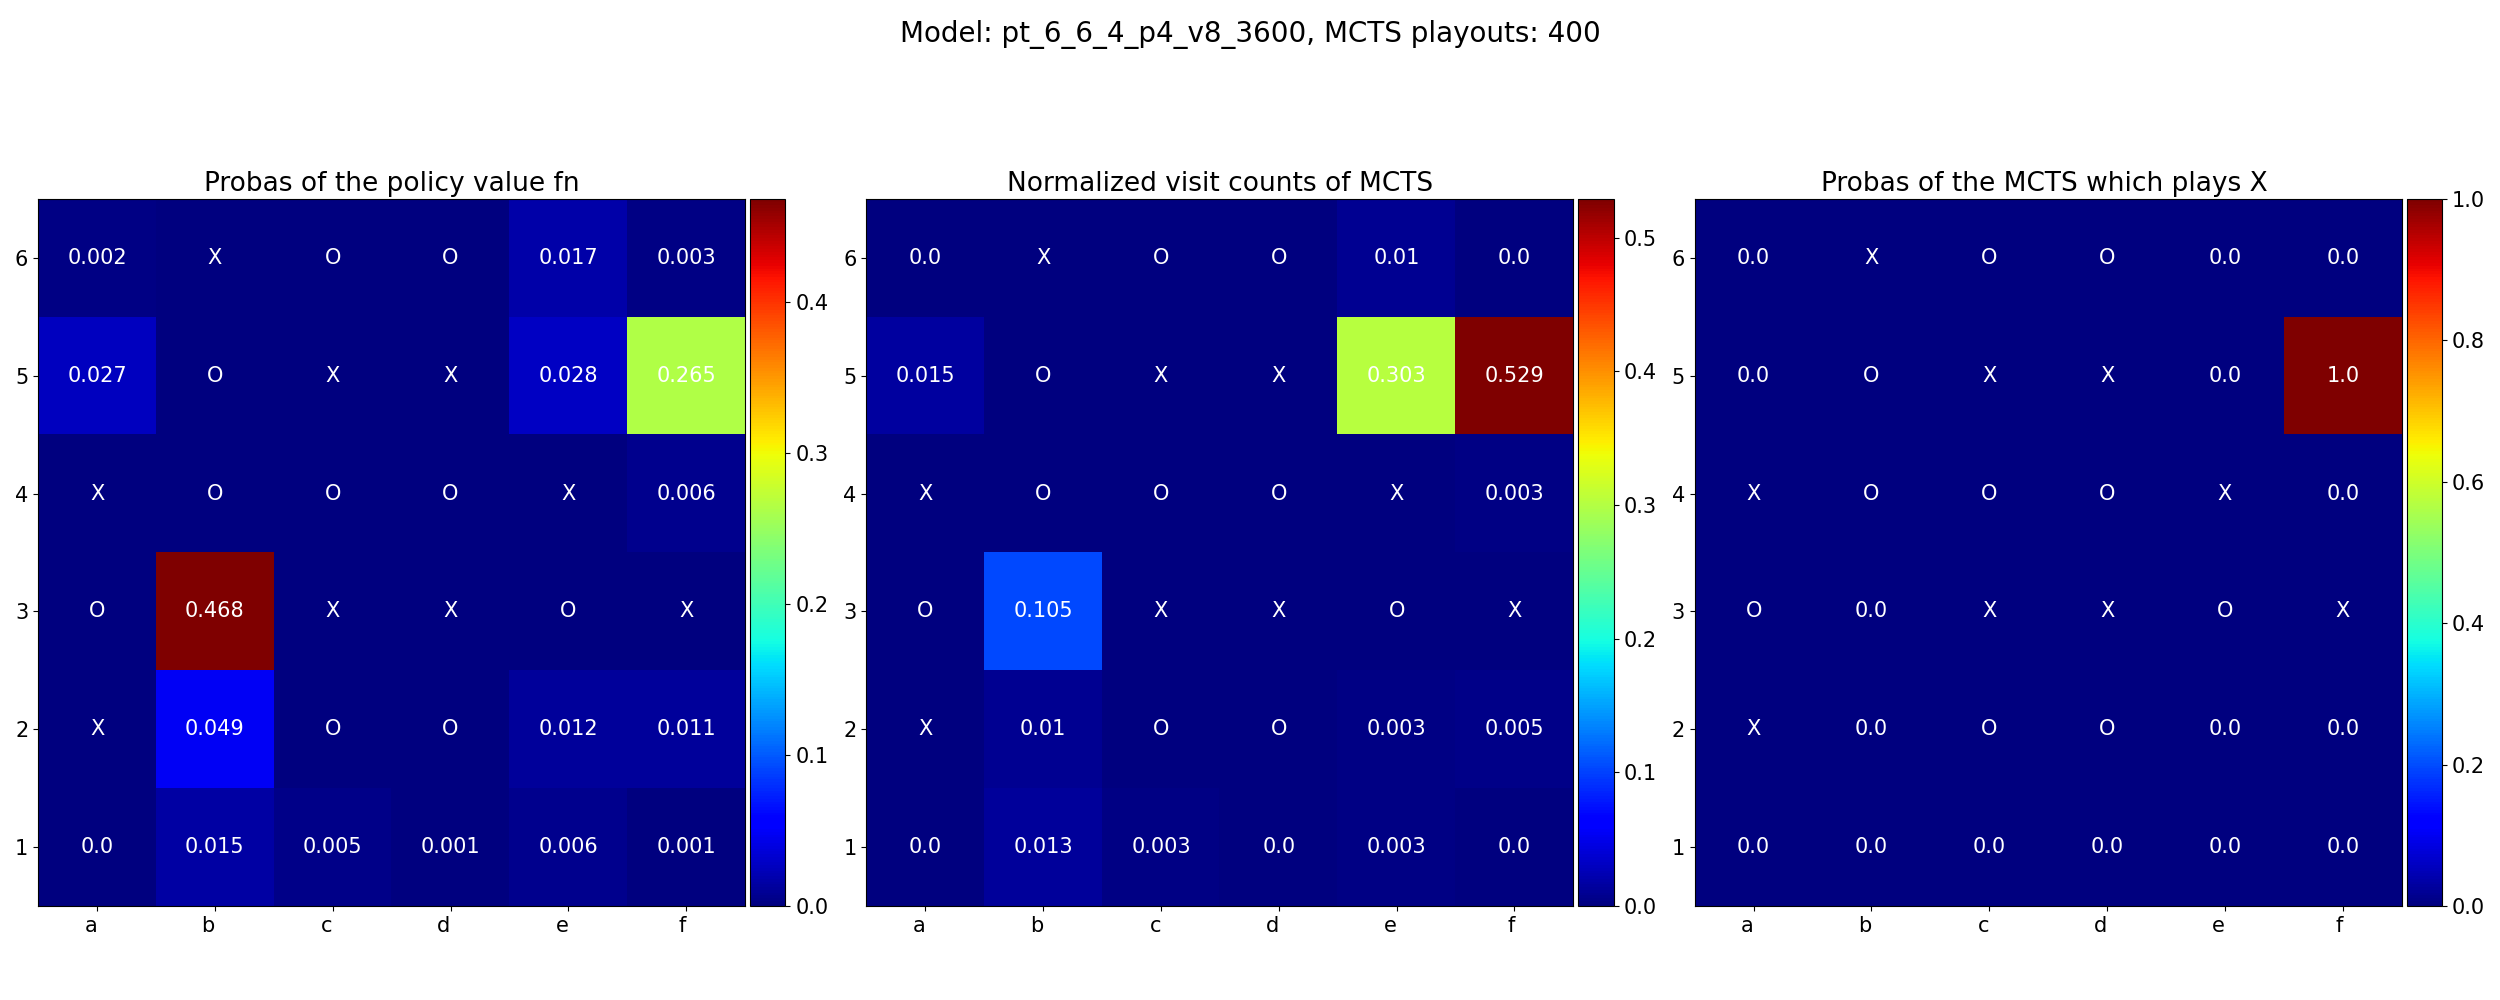 Model: pt_6_6_4_p4_v8_3600, MCTS playouts: 400
Probas of the policy value fn
6 0.002 X O O 0.017 0.003
5 0.027 O X X 0.028 0.265
4 X O O O X 0.006
3 O 0.468 X X O X
2 X 0.049 O O 0.012 0.011
1 0.0 0.015 0.005 0.001 0.006 0.001
a b c d e f
0.4
0.3
0.2
0.1
0.0
Normalized visit counts of MCTS
6 0.0 X O O 0.01 0.0
5 0.015 O X X 0.303 0.529
4 X O O O X 0.003
3 O 0.105 X X O X
2 X 0.01 O O 0.003 0.005
1 0.0 0.013 0.003 0.0 0.003 0.0
a b c d e f
0.5
0.4
0.3
0.2
0.1
0.0
Probas of the MCTS which plays X
6 0.0 X O O 0.0 0.0
5 0.0 O X X 0.0 1.0
4 X O O O X 0.0
3 O 0.0 X X O X
2 X 0.0 O O 0.0 0.0
1 0.0 0.0 0.0 0.0 0.0 0.0
a b c d e f
1.0
0.8
0.6
0.4
0.2
0.0